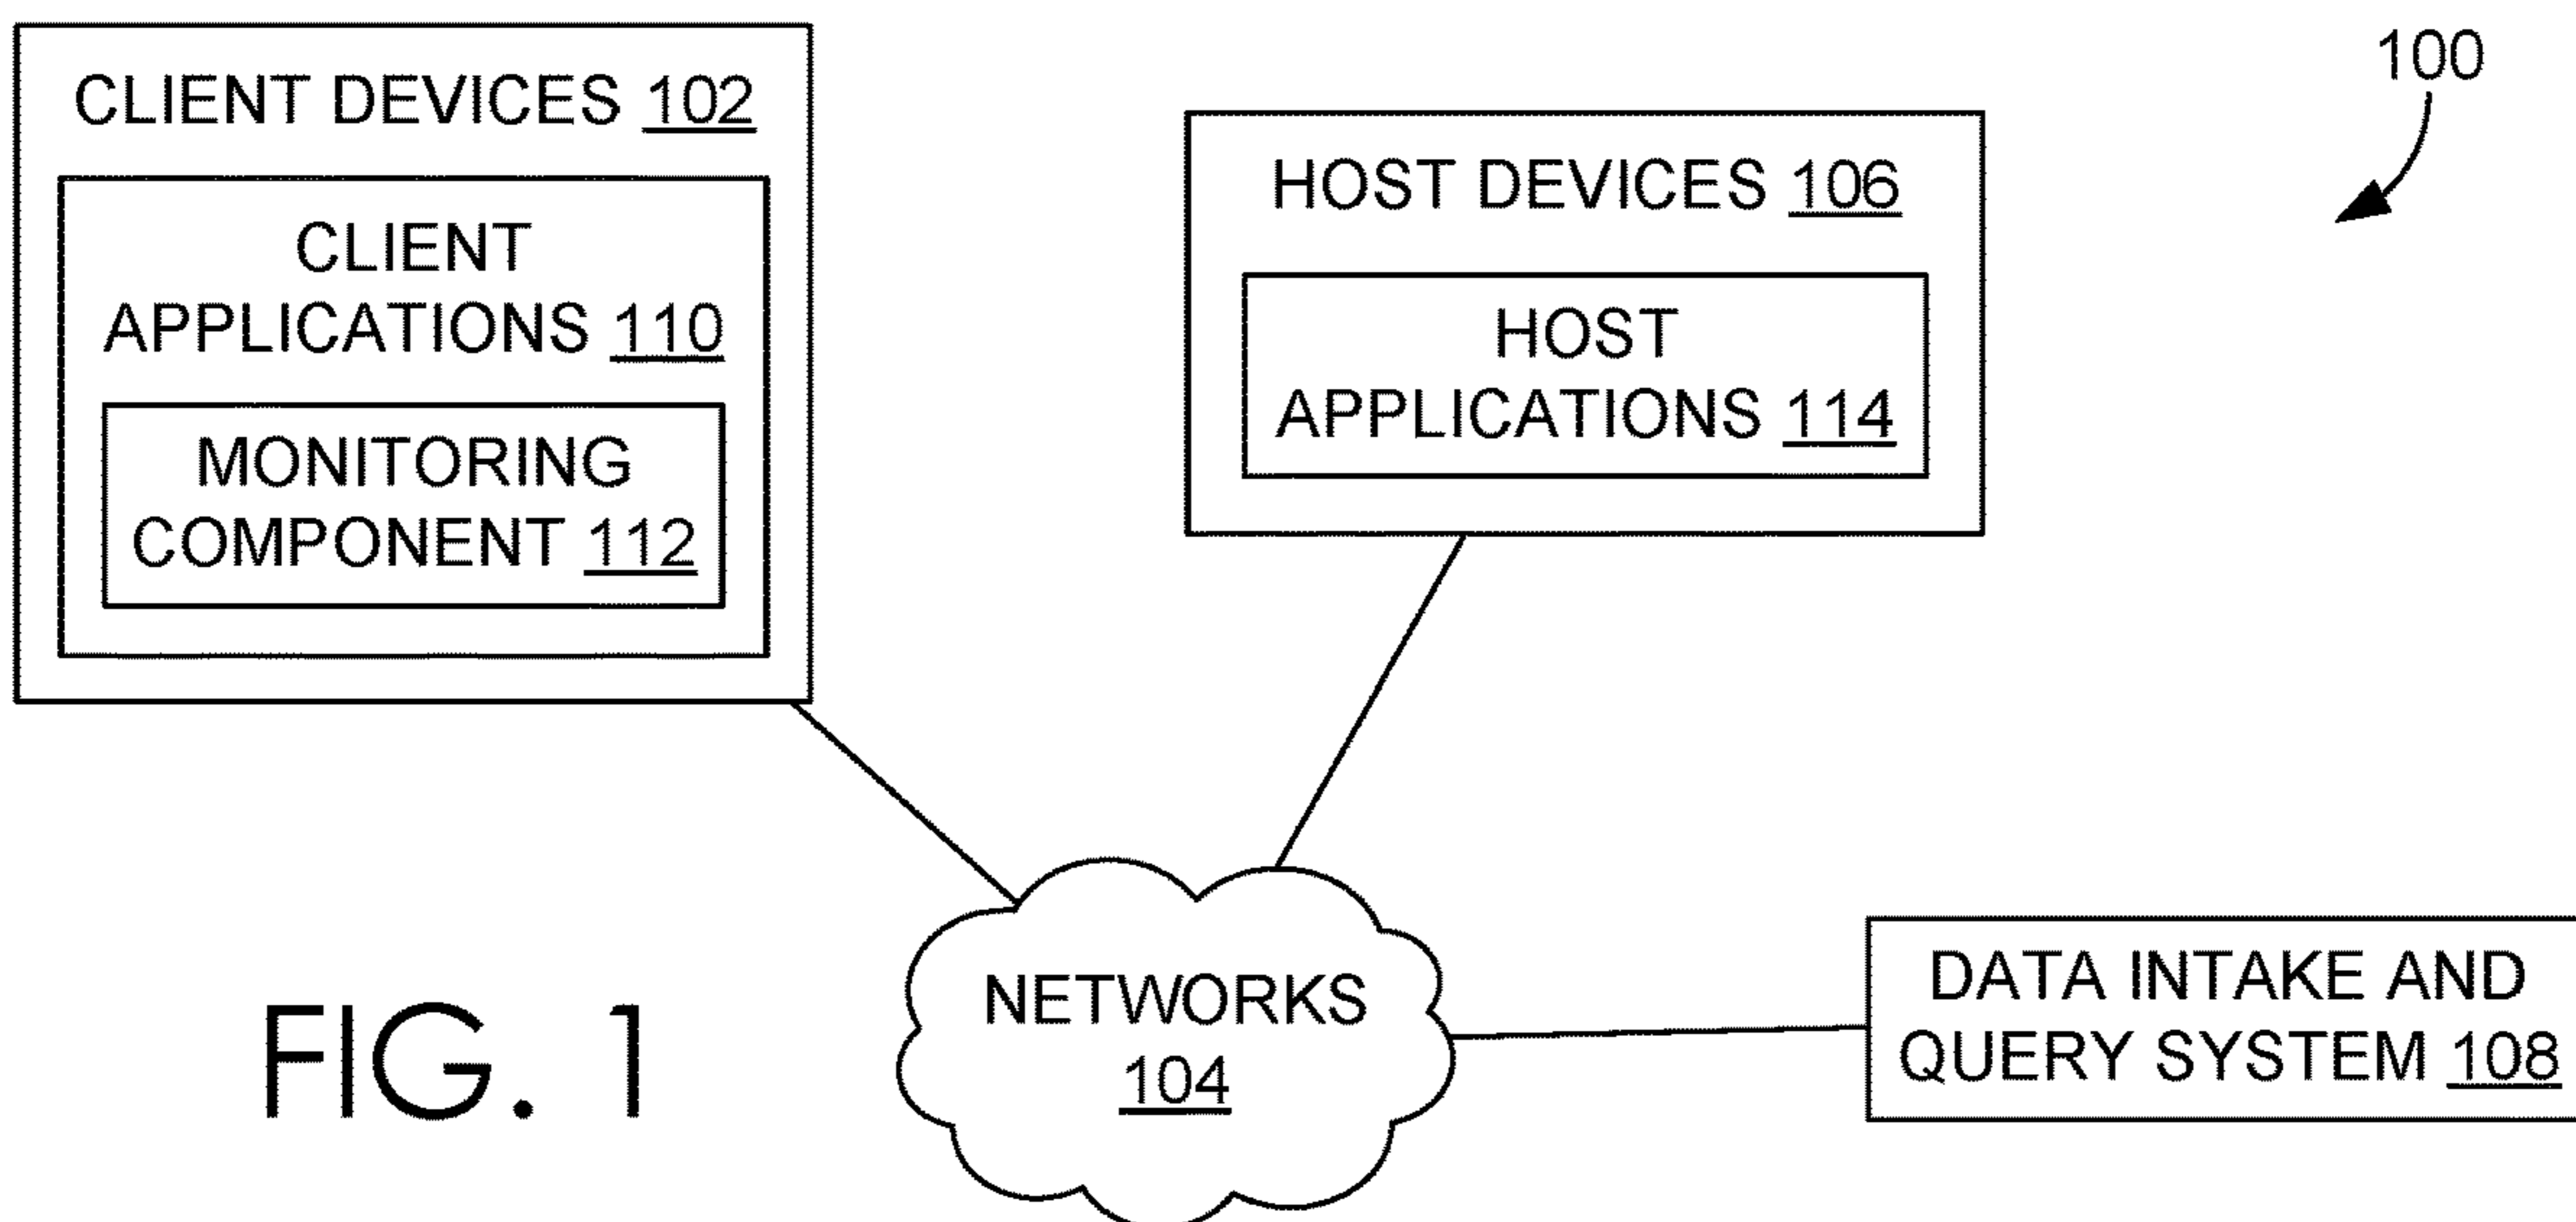 CLIENT DEVICES 102
CLIENT
APPLICATIONS 110
MONITORING
COMPONENT 112
HOST DEVICES 106
HOST
APPLICATIONS 114
100
NETWORKS
104
DATA INTAKE AND
QUERY SYSTEM 108
FIG. 1